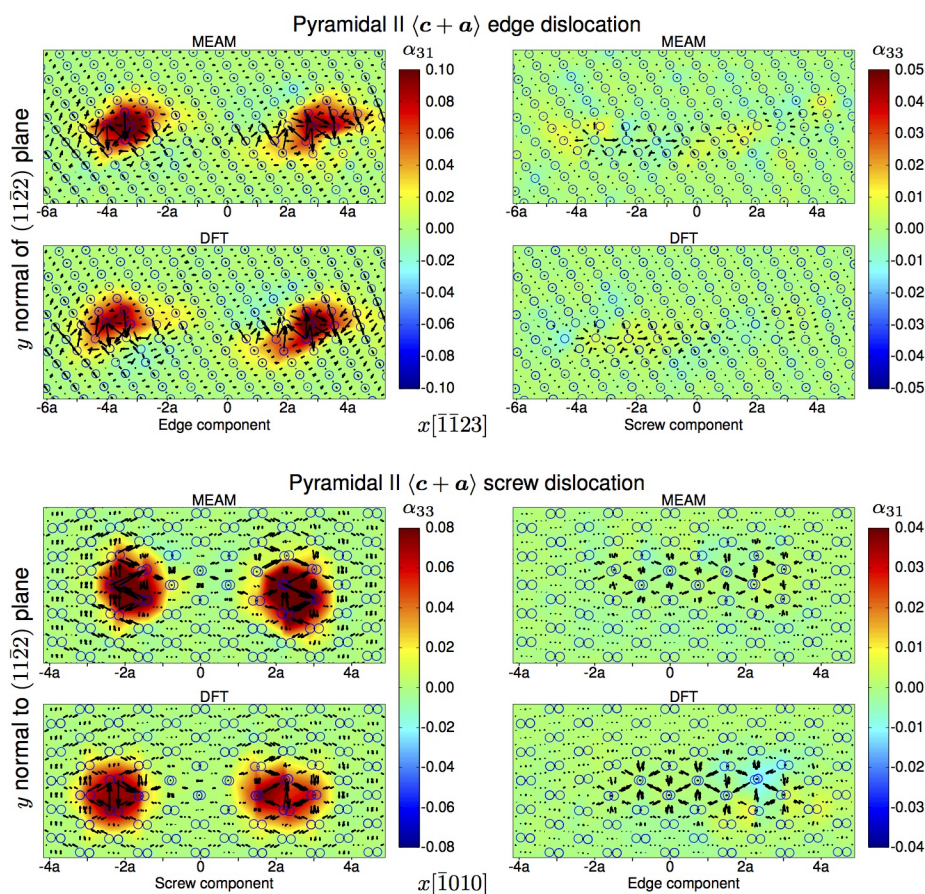 Pyramidal II ⟨c + a⟩ edge dislocation
MEAM
α31
MEAM
α33
0.10
0.08
0.06
0.04
0.02
0.00
-0.02
-0.04
-0.06
-0.08
-0.10
0.05
0.04
0.03
0.02
0.01
0.00
-0.01
-0.02
-0.03
-0.04
-0.05
y normal of (112̄2) plane
-6a -4a -2a 0 2a 4a
-6a -4a -2a 0 2a 4a
DFT
DFT
-6a -4a -2a 0 2a 4a
-6a -4a -2a 0 2a 4a
Edge component
x[1̄1̄23]
Screw component
Pyramidal II ⟨c + a⟩ screw dislocation
MEAM
α33
MEAM
α31
0.08
0.06
0.04
0.02
0.00
-0.02
-0.04
-0.06
-0.08
0.04
0.03
0.02
0.01
0.00
-0.01
-0.02
-0.03
-0.04
y normal to (112̄2) plane
-4a -2a 0 2a 4a
-4a -2a 0 2a 4a
DFT
DFT
-4a -2a 0 2a 4a
-4a -2a 0 2a 4a
Screw component
x[1̄010]
Edge component